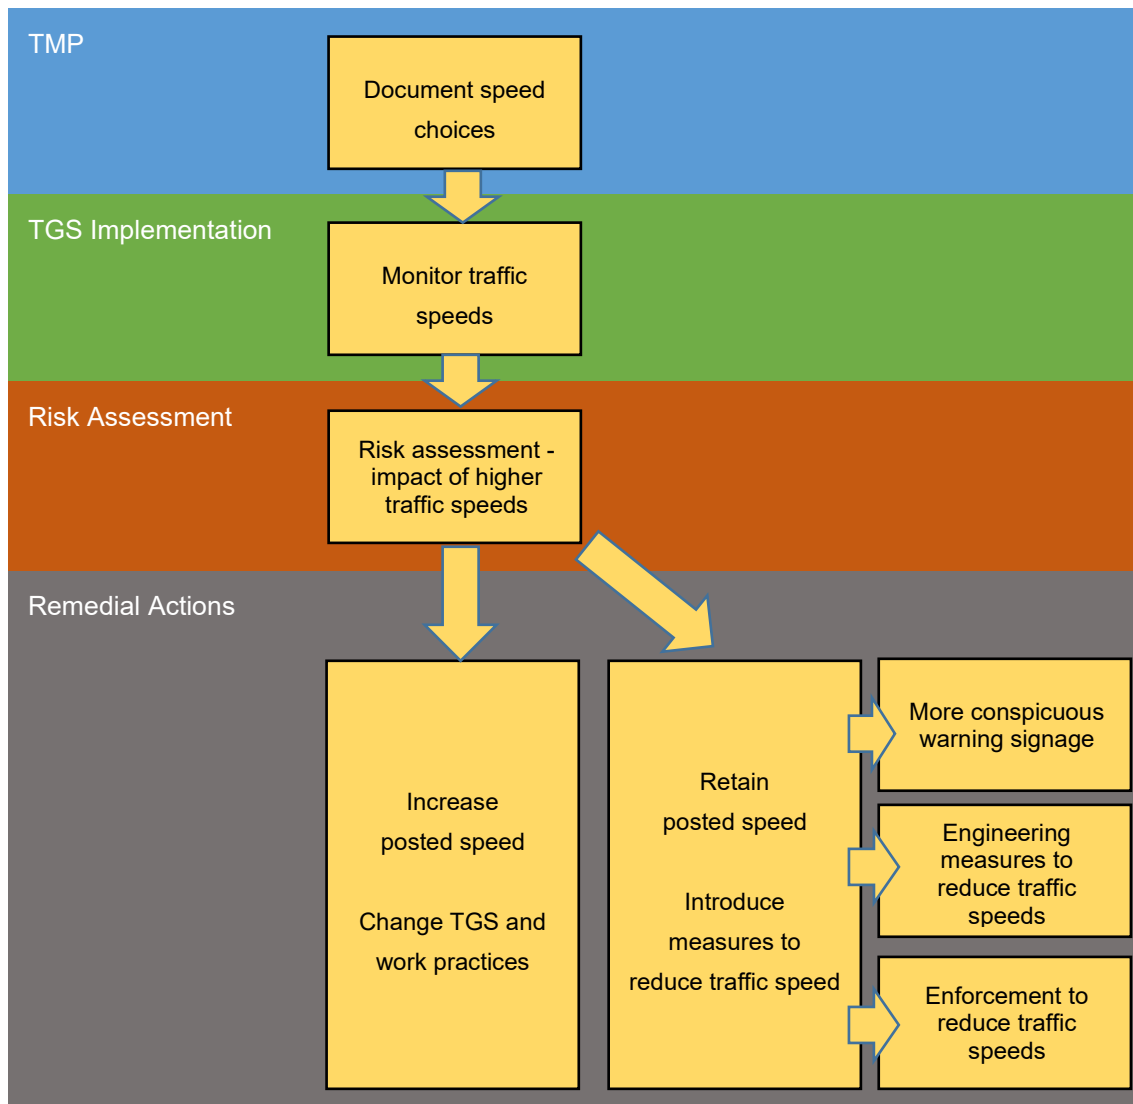 TMP
Document speed
choices
TGS Implementation
Monitor traffic
speeds
Risk Assessment
Risk assessment -
impact of higher
traffic speeds
Remedial Actions
Increase
posted speed
Change TGS and
work practices
Retain
posted speed
Introduce
measures to
reduce traffic speed
More conspicuous
warning signage
Engineering
measures to
reduce traffic
speeds
Enforcement to
reduce traffic
speeds